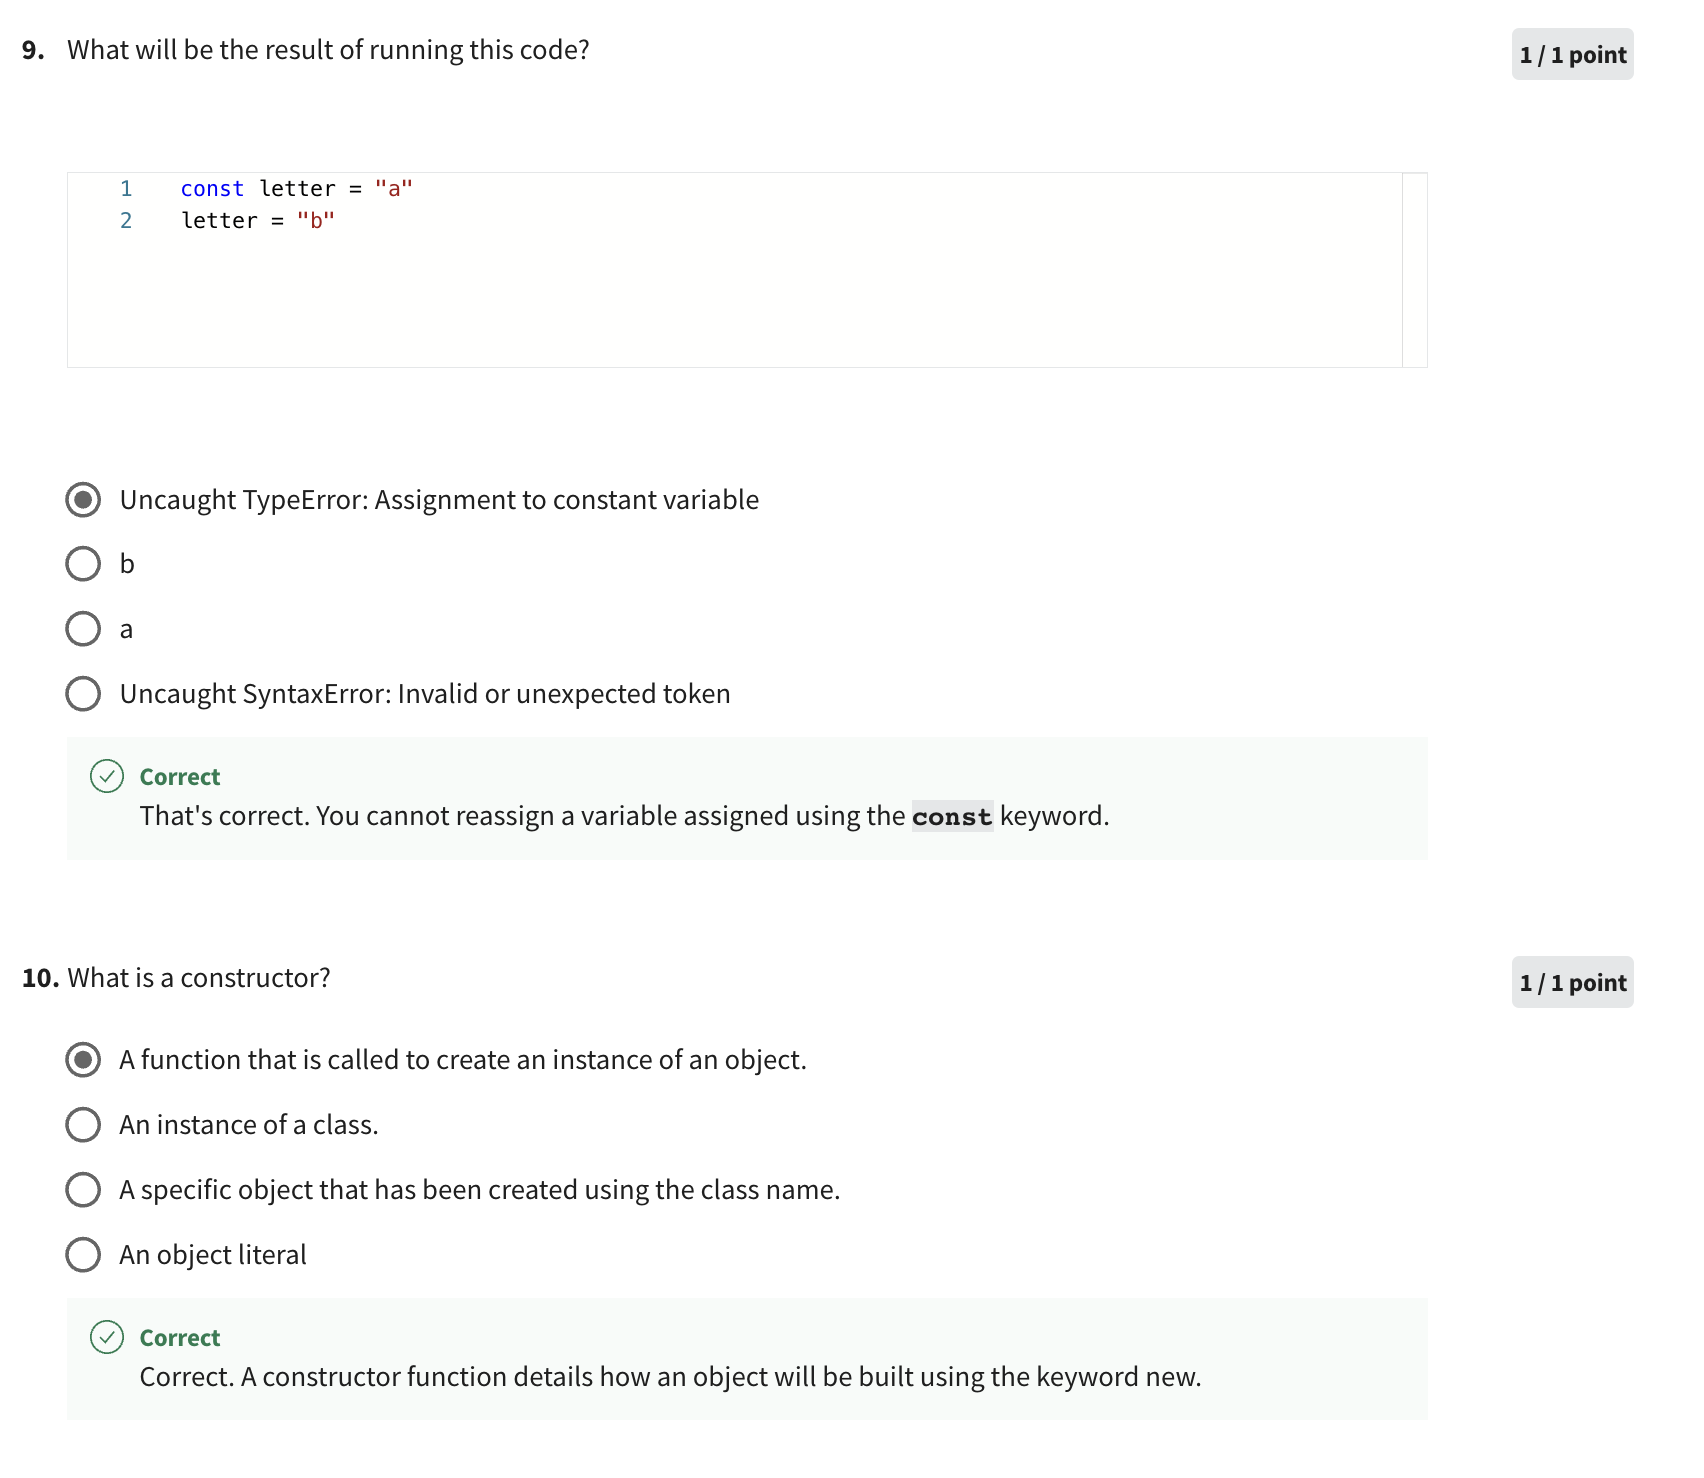 9. What will be the result of running this code?
1 / 1 point
1 const letter = "a"
2 letter = "b"
Uncaught TypeError: Assignment to constant variable
b
a
Uncaught SyntaxError: Invalid or unexpected token
Correct
That's correct. You cannot reassign a variable assigned using the const keyword.
10. What is a constructor?
1 / 1 point
A function that is called to create an instance of an object.
An instance of a class.
A specific object that has been created using the class name.
An object literal
Correct
Correct. A constructor function details how an object will be built using the keyword new.